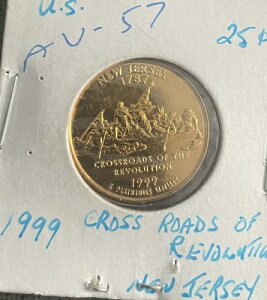 U.S.
AU-57
25¢
NEW JERSEY
1787
CROSSROADS OF THE
REVOLUTION
1999
E PLURIBUS UNUM
1999 CROSS ROADS OF
REVOLUTION
NEW JERSEY